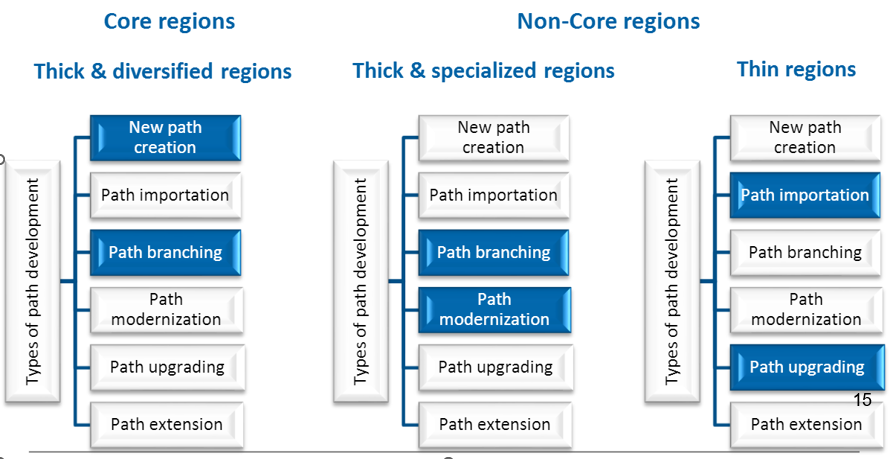 Core regions
Non-Core regions
Thick & diversified regions
Thick & specialized regions
Thin regions
Types of path development
New path
creation
Path importation
Path branching
Path
modernization
Path upgrading
Path extension
Types of path development
New path
creation
Path importation
Path branching
Path
modernization
Path upgrading
Path extension
Types of path development
New path
creation
Path importation
Path branching
Path
modernization
Path upgrading
15
Path extension